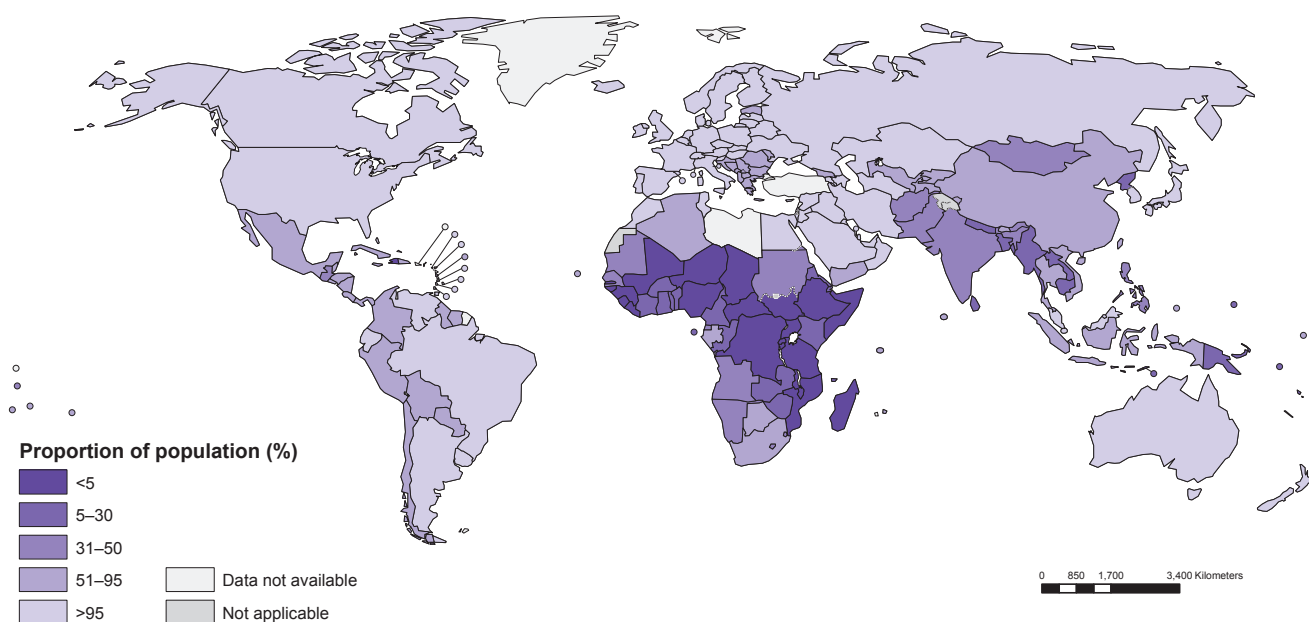 Proportion of population (%)
<5
5–30
31–50
51–95
>95
Data not available
Not applicable
0 850 1,700 3,400 Kilometers